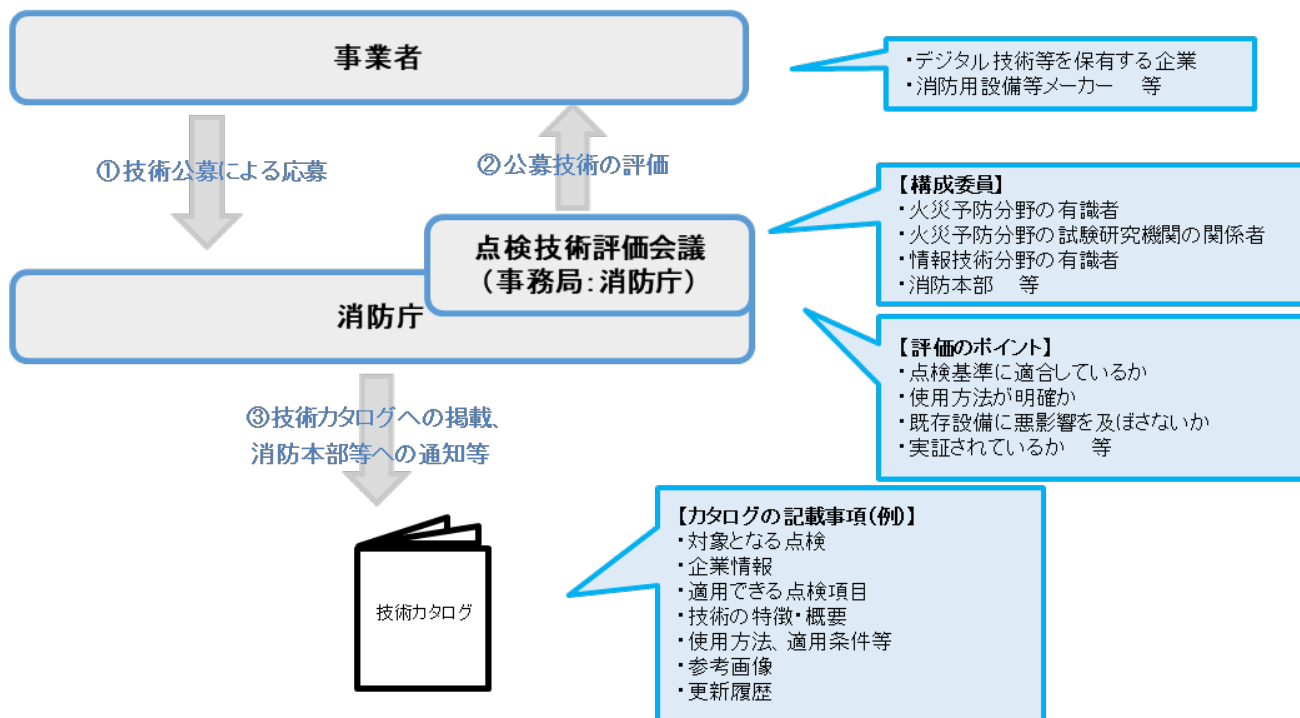 事業者
・デジタル技術等を保有する企業
・消防用設備等メーカー　等
①技術公募による応募
②公募技術の評価
【構成委員】
・火災予防分野の有識者
・火災予防分野の試験研究機関の関係者
・情報技術分野の有識者
・消防本部　等
点検技術評価会議
（事務局：消防庁）
消防庁
【評価のポイント】
・点検基準に適合しているか
・使用方法が明確か
・既存設備に悪影響を及ぼさないか
・実証されているか　等
③技術カタログへの掲載、
消防本部等への通知等
【カタログの記載事項（例）】
・対象となる点検
・企業情報
・適用できる点検項目
・技術の特徴・概要
・使用方法、適用条件等
・参考画像
・更新履歴
技術カタログ